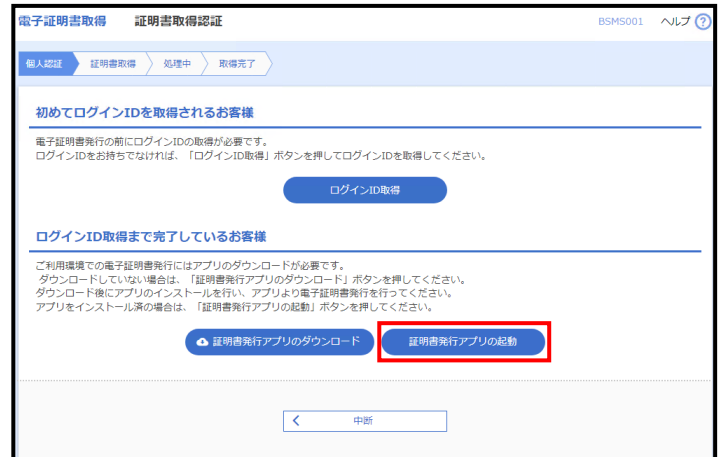 電子証明書取得 証明書取得認証 BSMS001 ヘルプ ?
個人認証 証明書取得 処理中 取得完了
初めてログインIDを取得されるお客様
電子証明書発行の前にログインIDの取得が必要です。
ログインIDをお持ちでなければ、「ログインID取得」ボタンを押してログインIDを取得してください。
ログインID取得
ログインID取得まで完了しているお客様
ご利用環境での電子証明書発行にはアプリのダウンロードが必要です。
ダウンロードしていない場合は、「証明書発行アプリのダウンロード」ボタンを押してください。
ダウンロード後にアプリのインストールを行い、アプリより電子証明書発行を行ってください。
アプリをインストール済の場合は、「証明書発行アプリの起動」ボタンを押してください。
証明書発行アプリのダウンロード 証明書発行アプリの起動
中断